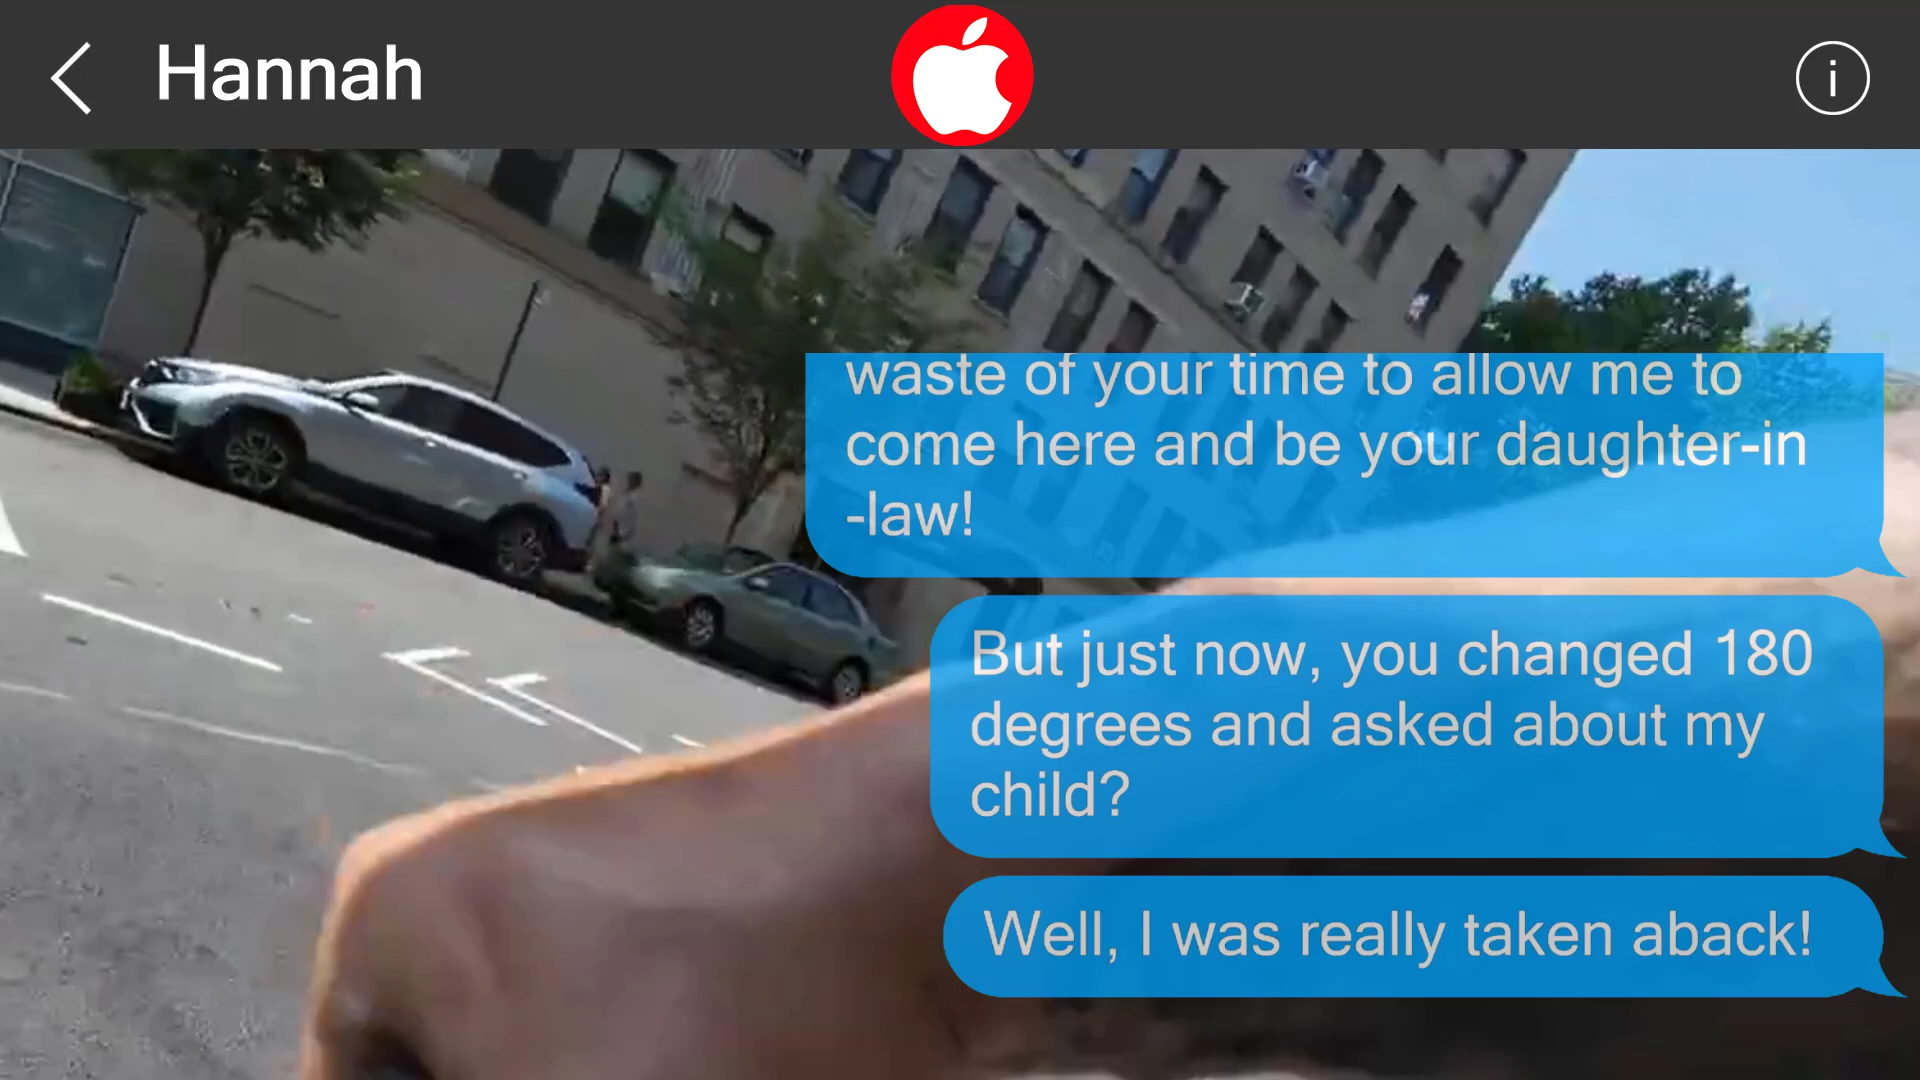 Hannah
waste of your time to allow me to
come here and be your daughter-in
-law!
But just now, you changed 180
degrees and asked about my
child?
Well, I was really taken aback!